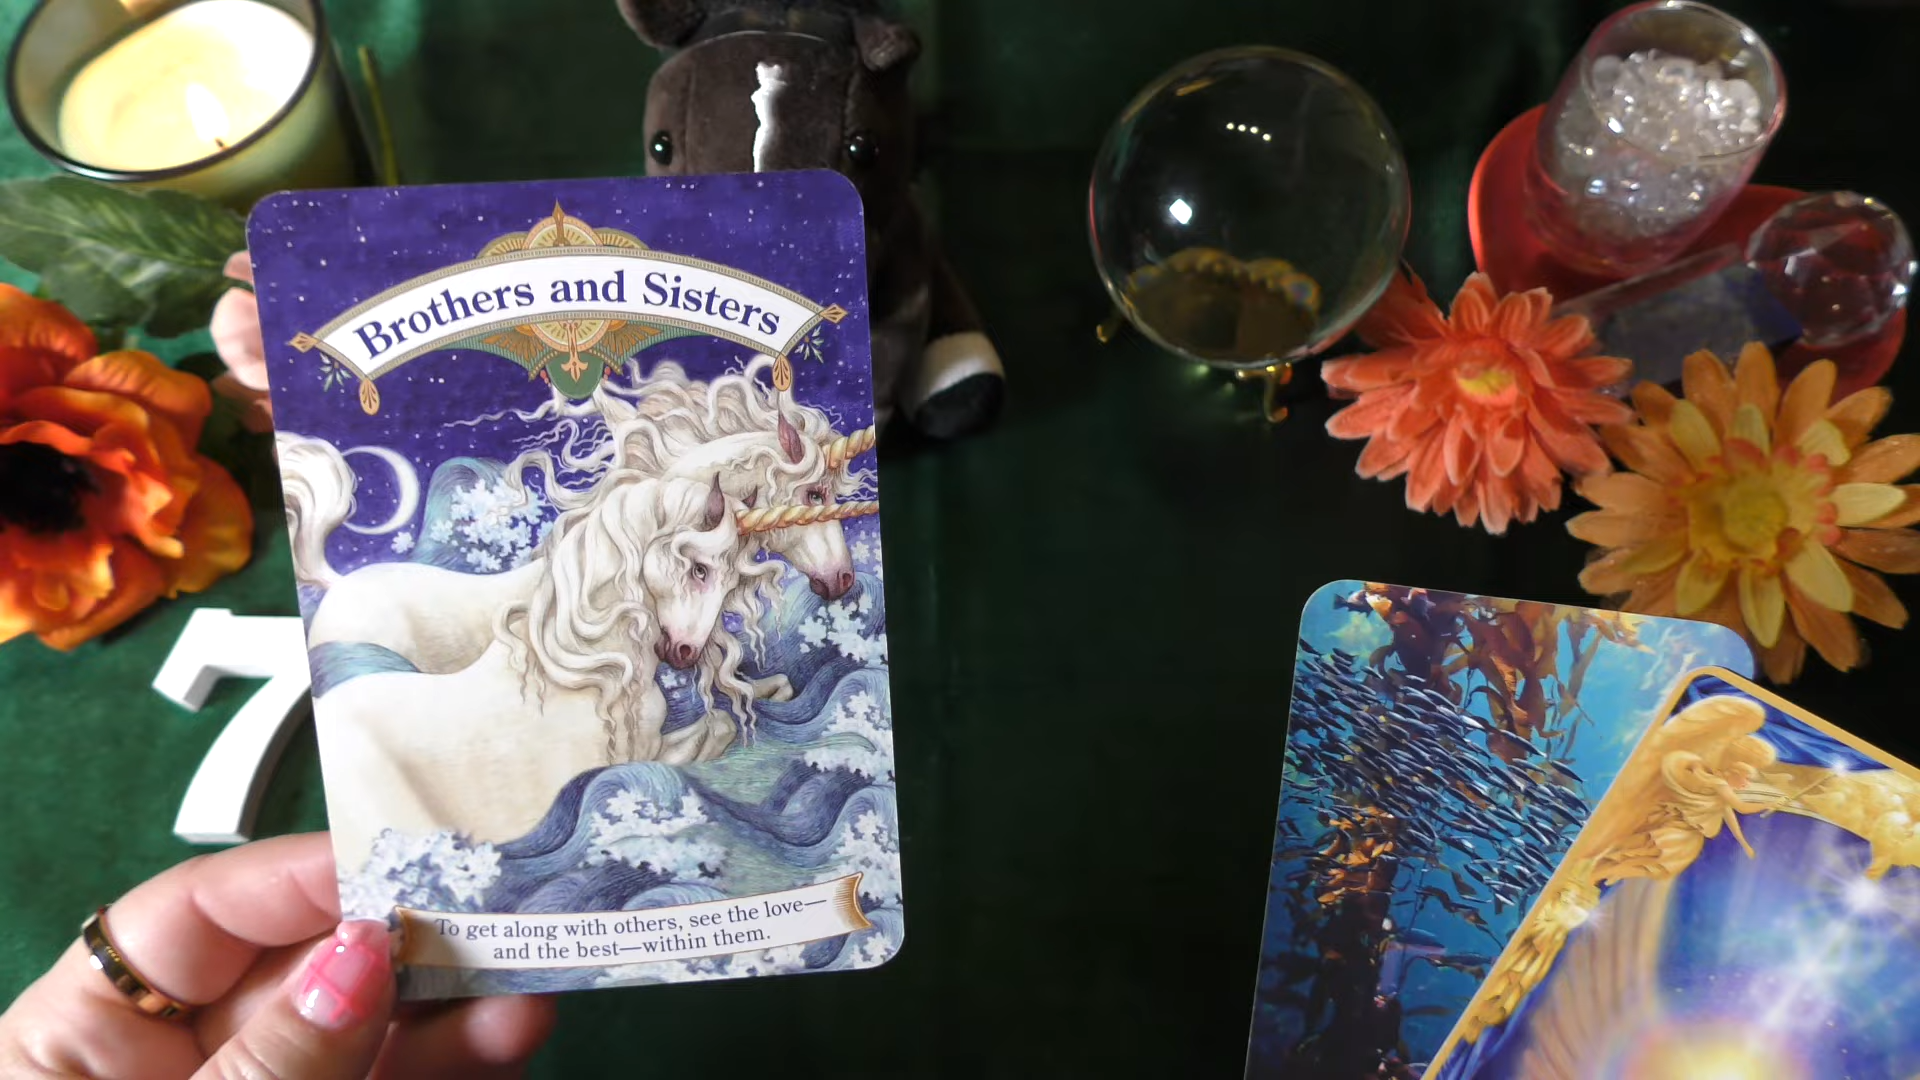 Brothers and Sisters
7
To get along with others, see the love—
and the best—within them.